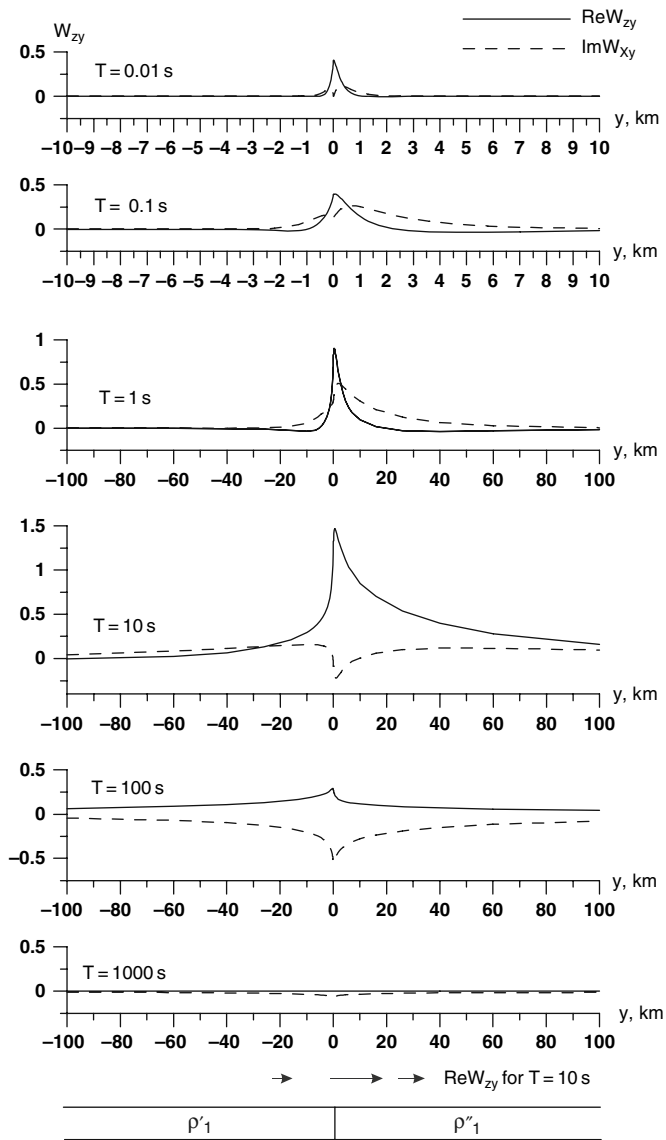 ReW_zy
ImW_Xy
W_zy
0.5
0
T = 0.01 s
y, km
–10 –9 –8 –7 –6 –5 –4 –3 –2 –1 0 1 2 3 4 5 6 7 8 9 10
0.5
0
T = 0.1 s
y, km
–10 –9 –8 –7 –6 –5 –4 –3 –2 –1 0 1 2 3 4 5 6 7 8 9 10
1
0.5
0
T = 1 s
y, km
–100 –80 –60 –40 –20 0 20 40 60 80 100
1.5
1
0.5
0
T = 10 s
y, km
–100 –80 –60 –40 –20 0 20 40 60 80 100
0.5
0
–0.5
T = 100 s
y, km
–100 –80 –60 –40 –20 0 20 40 60 80 100
0.5
0
T = 1000 s
y, km
–100 –80 –60 –40 –20 0 20 40 60 80 100
ReW_zy for T = 10 s
ρ′_1 ρ″_1